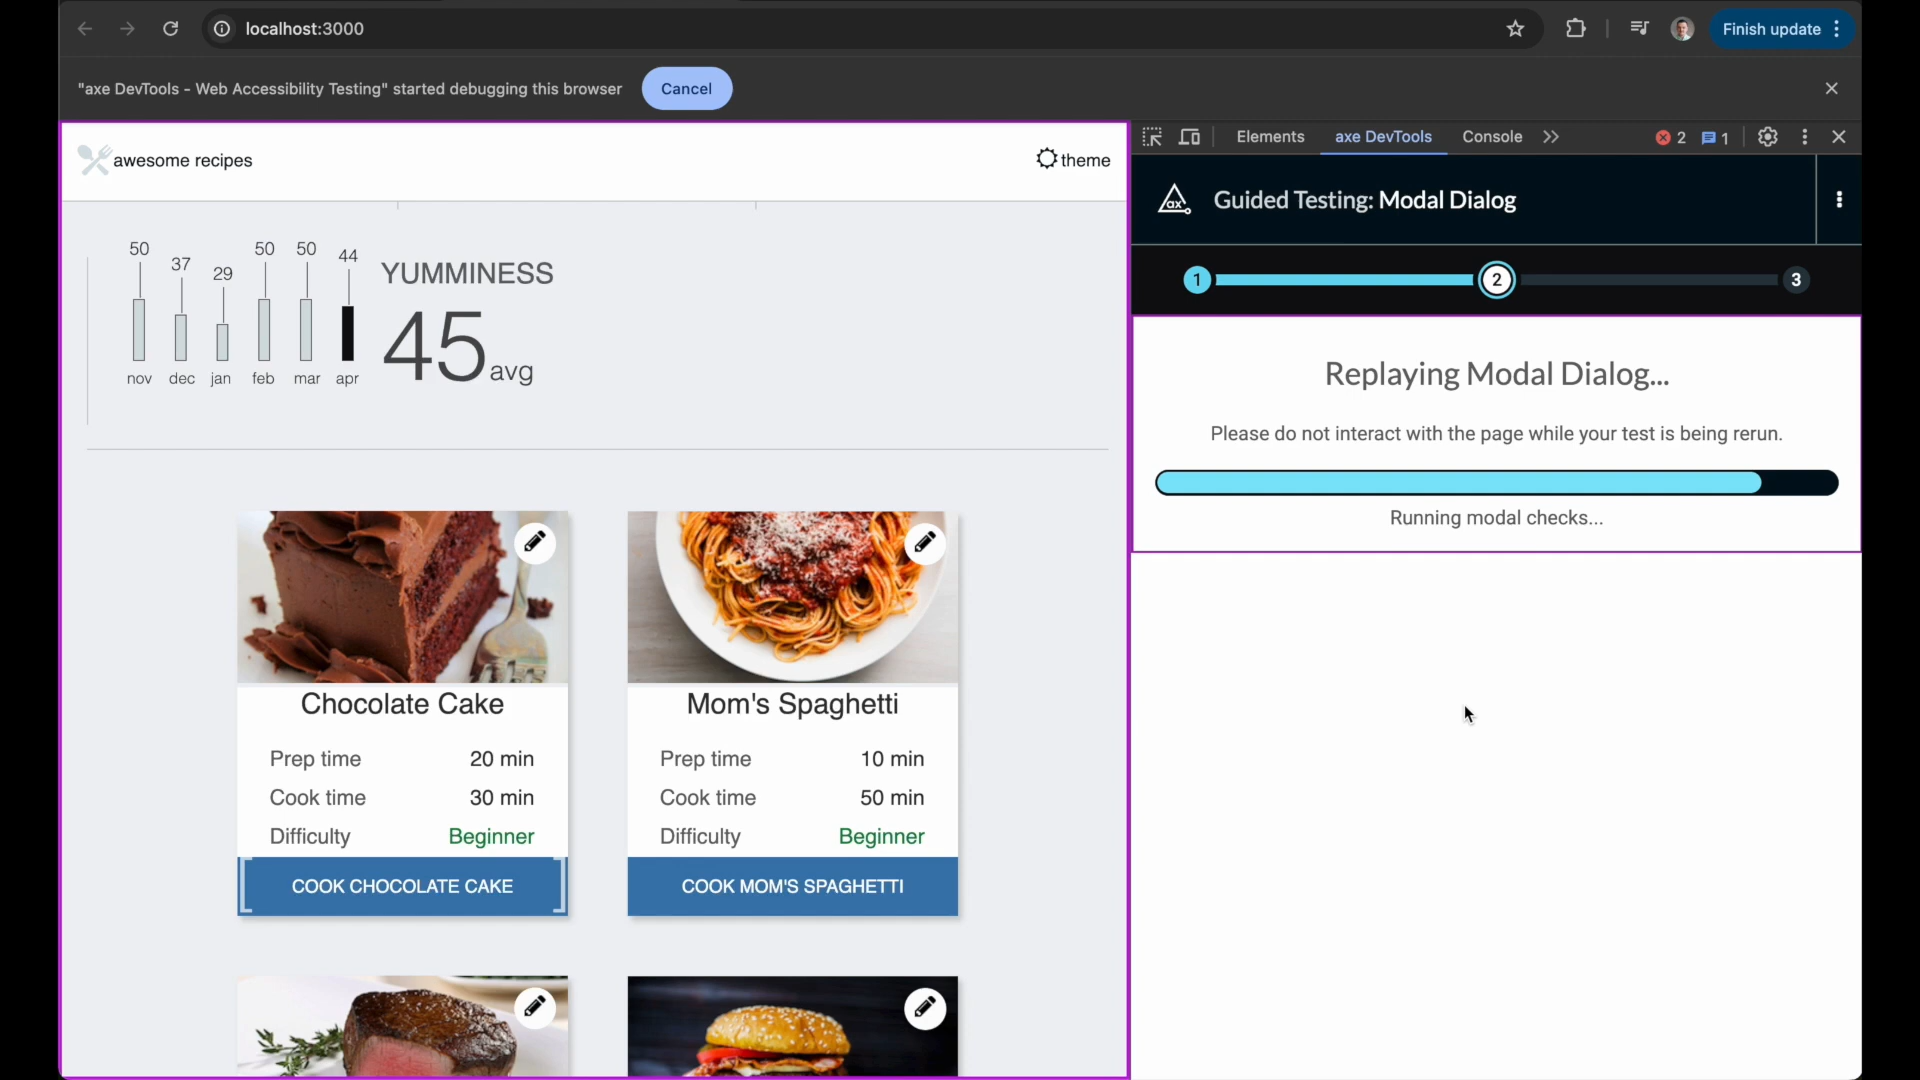 localhost:3000
Finish update
"axe DevTools - Web Accessibility Testing" started debugging this browser
Cancel
awesome recipes
theme
50
37
29
50
50
44
nov
dec
jan
feb
mar
apr
YUMMINESS
45 avg
Chocolate Cake
Prep time 20 min
Cook time 30 min
Difficulty Beginner
COOK CHOCOLATE CAKE
Mom's Spaghetti
Prep time 10 min
Cook time 50 min
Difficulty Beginner
COOK MOM'S SPAGHETTI
Elements
axe DevTools
Console
2
1
ax
Guided Testing: Modal Dialog
1
2
3
Replaying Modal Dialog...
Please do not interact with the page while your test is being rerun.
Running modal checks...